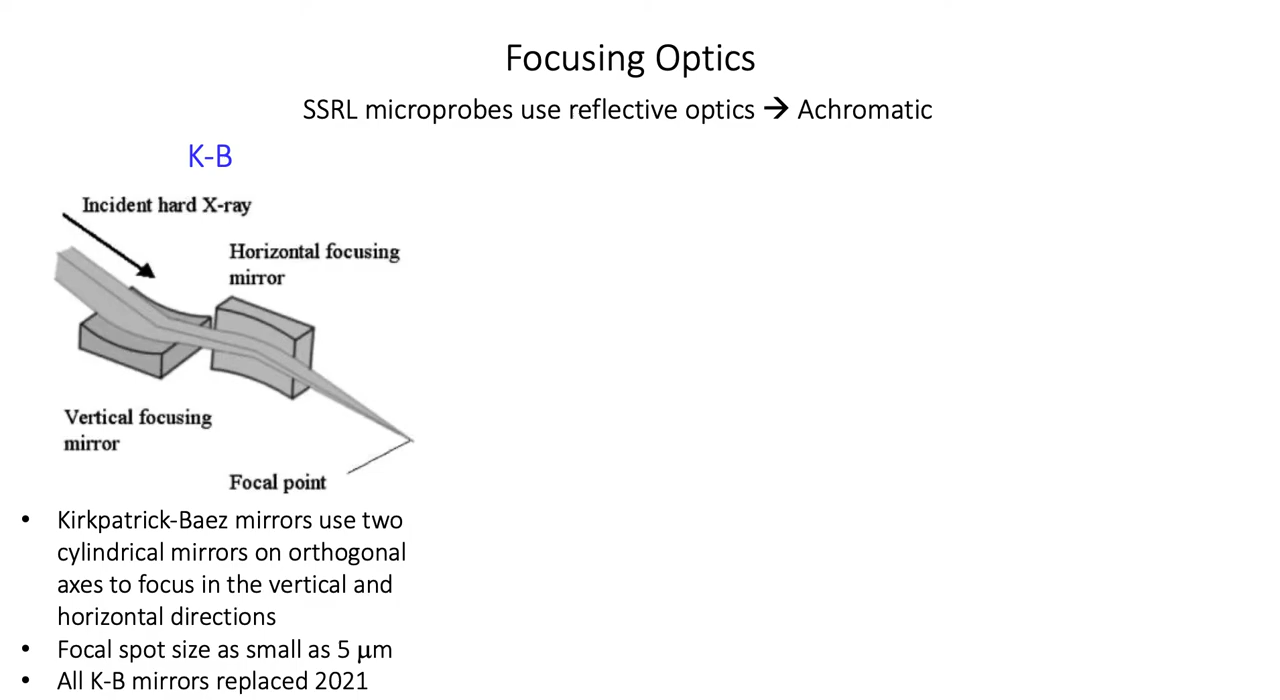 Focusing Optics
SSRL microprobes use reflective optics → Achromatic
K-B
Incident hard X-ray
Horizontal focusing
mirror
Vertical focusing
mirror
Focal point
• Kirkpatrick-Baez mirrors use two
cylindrical mirrors on orthogonal
axes to focus in the vertical and
horizontal directions
• Focal spot size as small as 5 μm
• All K-B mirrors replaced 2021